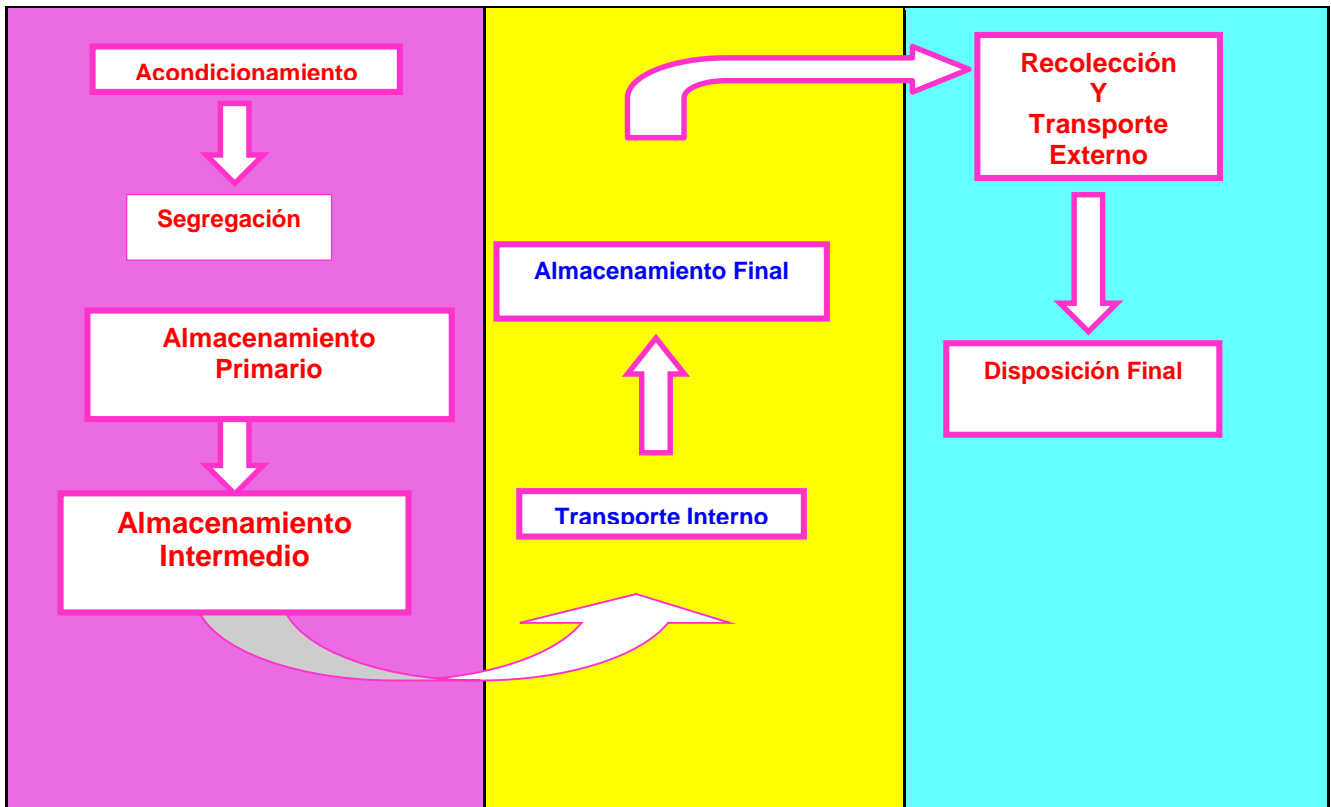 Acondicionamiento
Segregación
Almacenamiento
Primario
Almacenamiento
Intermedio
Transporte Interno
Almacenamiento Final
Recolección
Y
Transporte
Externo
Disposición Final